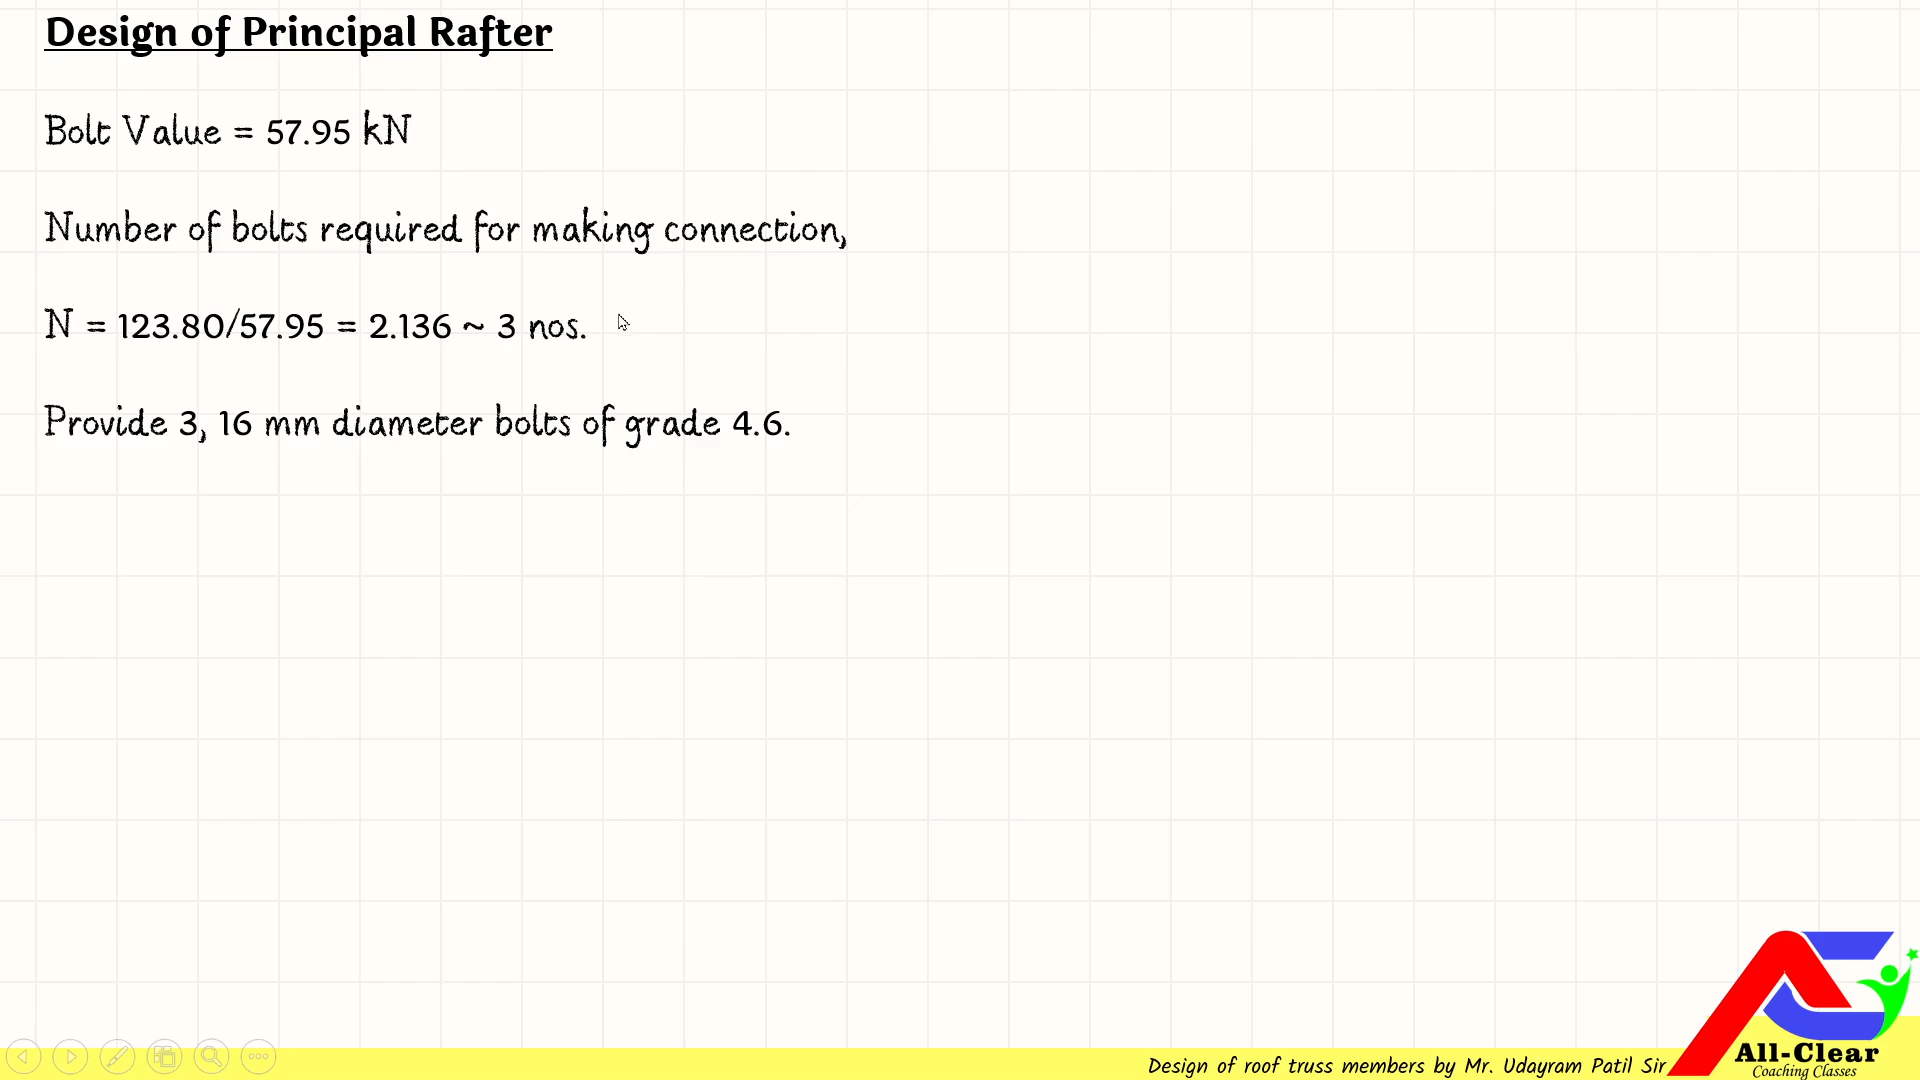 Design of Principal Rafter
Bolt Value = 57.95 kN
Number of bolts required for making connection,
N = 123.80/57.95 = 2.136 ~ 3 nos.
Provide 3, 16 mm diameter bolts of grade 4.6.
Design of roof truss members by Mr. Udayram Patil Sir
All-Clear
Coaching Classes